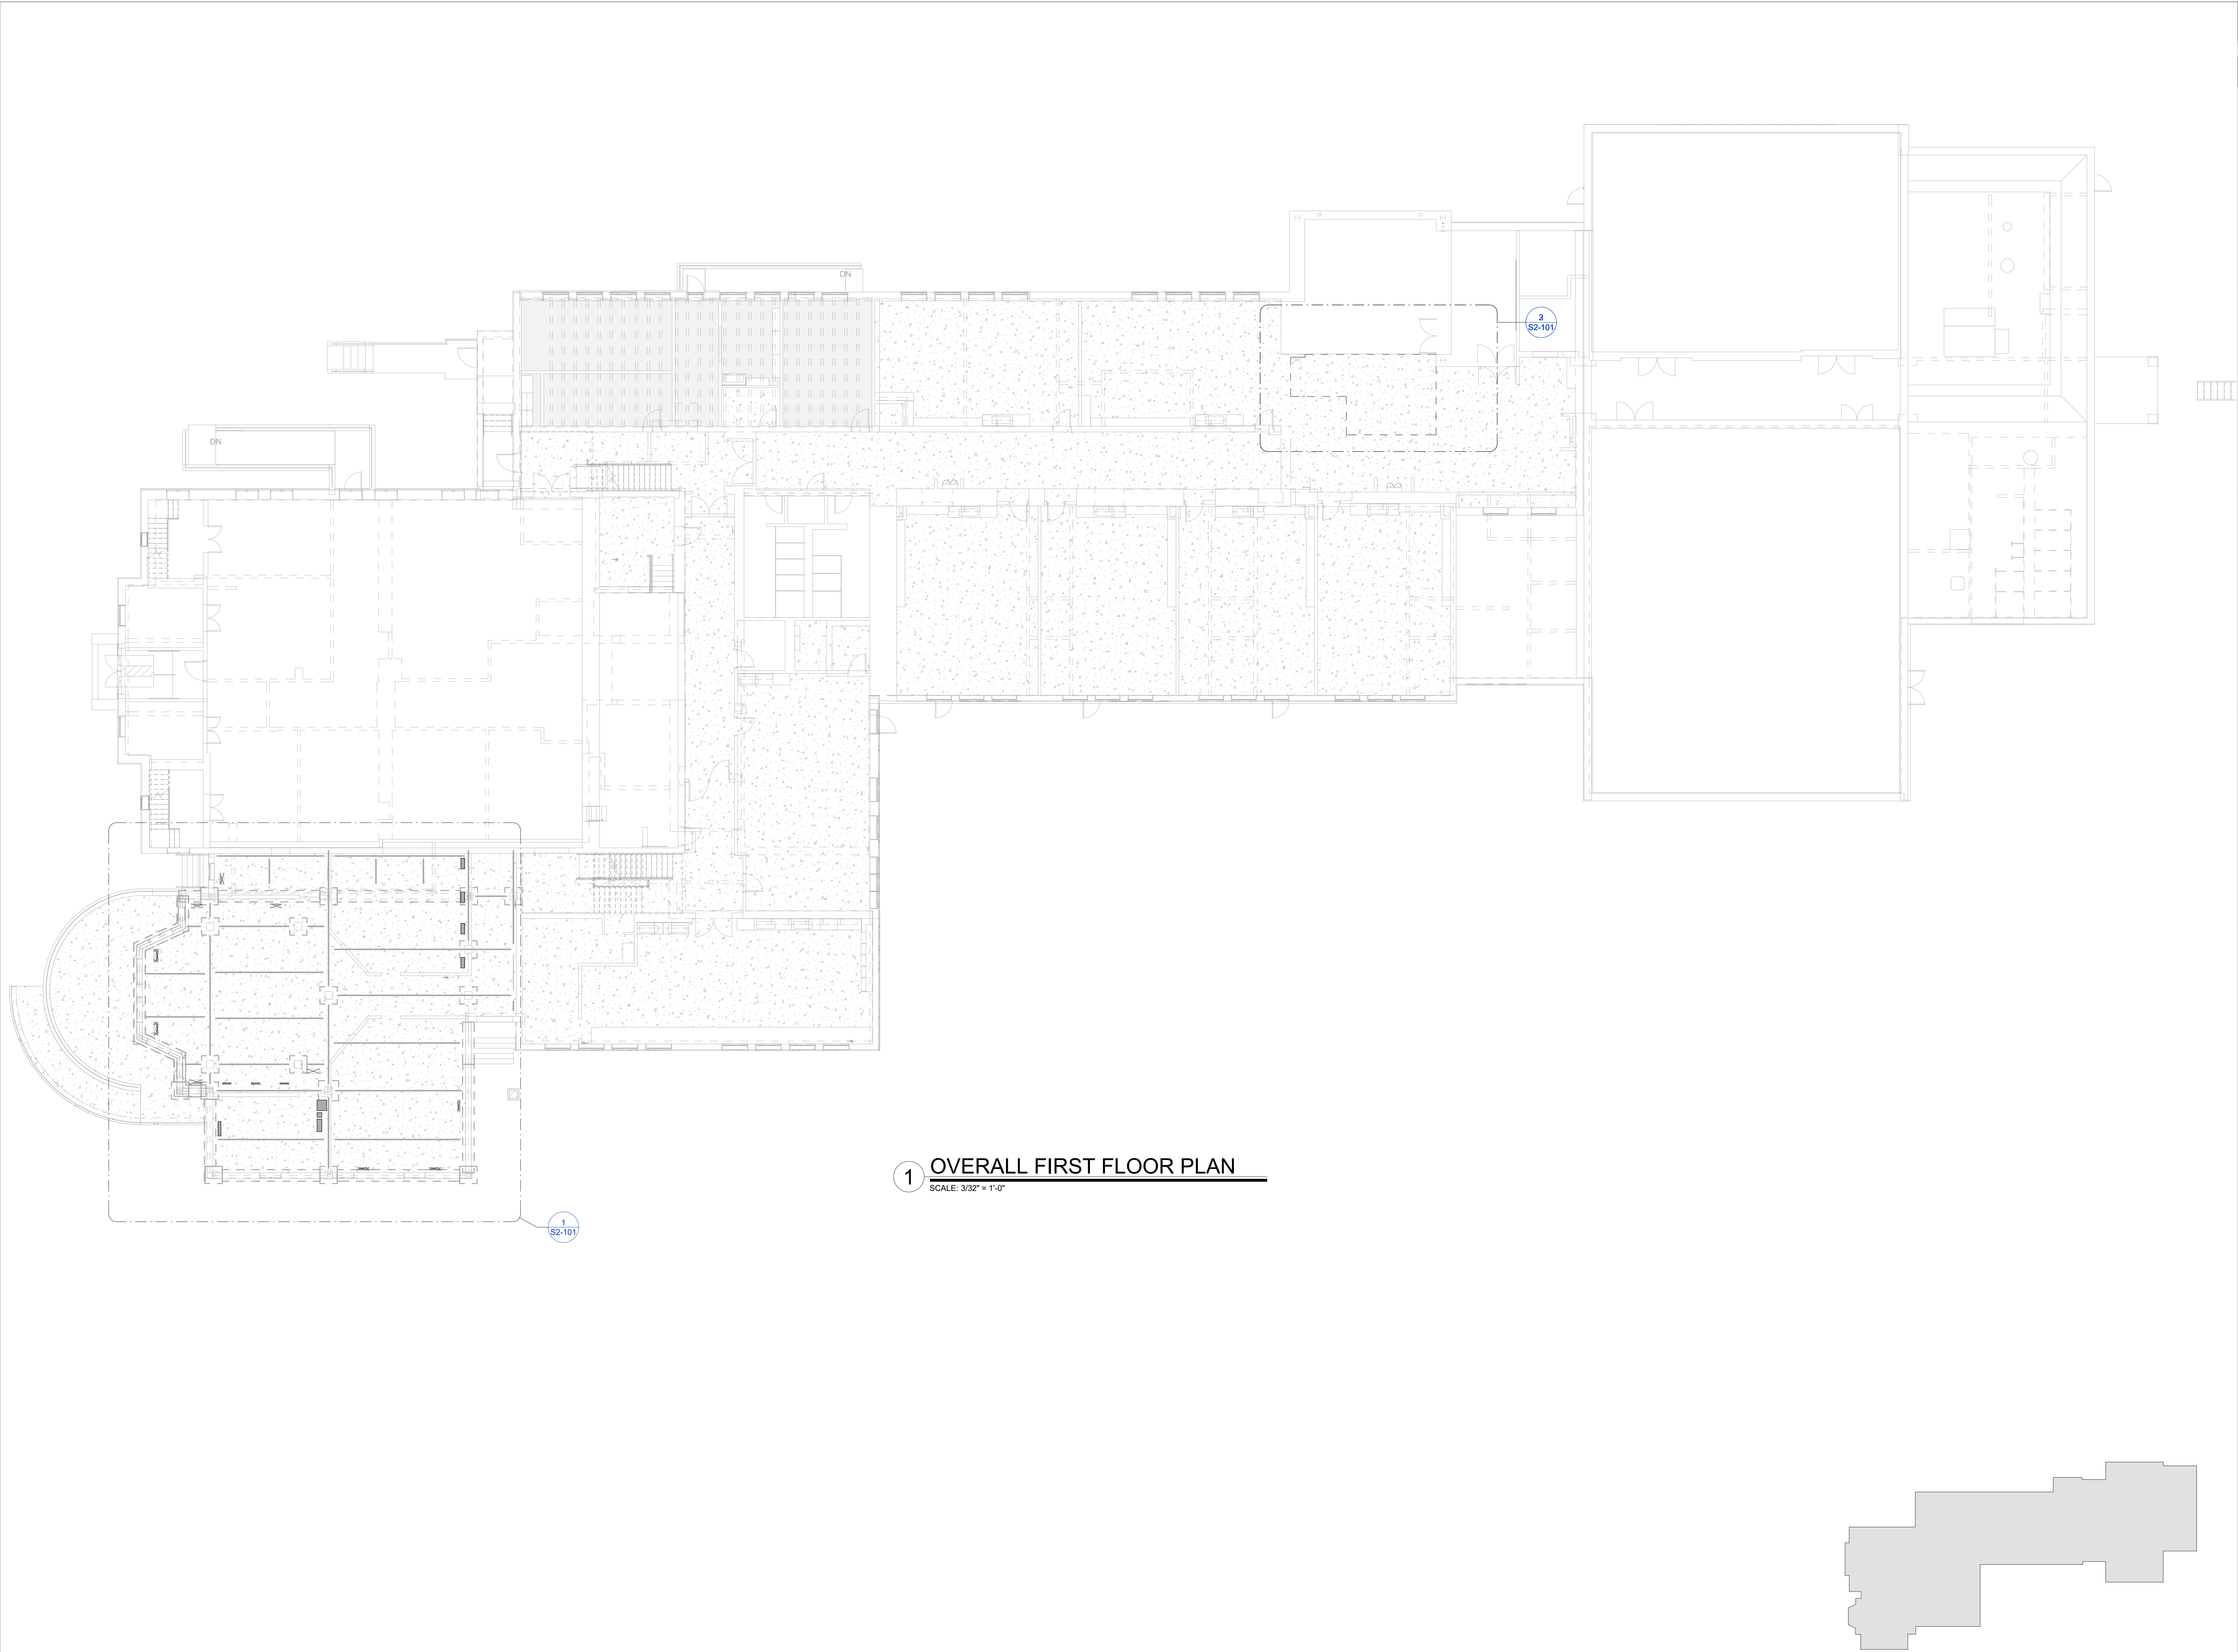 DN
3
S2-101
DN
1
OVERALL FIRST FLOOR PLAN
SCALE: 3/32" = 1'-0"
1
S2-101